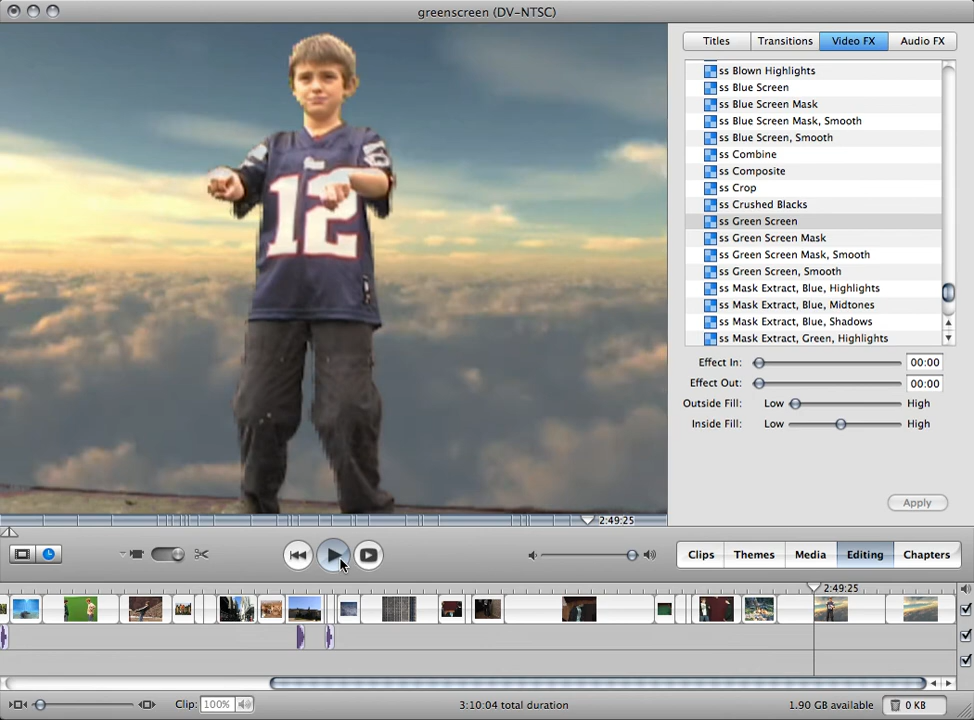 greenscreen (DV-NTSC)
Titles Transitions Video FX Audio FX
ss Blown Highlights
ss Blue Screen
ss Blue Screen Mask
ss Blue Screen Mask, Smooth
ss Blue Screen, Smooth
ss Combine
ss Composite
ss Crop
ss Crushed Blacks
ss Green Screen
ss Green Screen Mask
ss Green Screen Mask, Smooth
ss Green Screen, Smooth
ss Mask Extract, Blue, Highlights
ss Mask Extract, Blue, Midtones
ss Mask Extract, Blue, Shadows
ss Mask Extract, Green, Highlights
Effect In: 00:00
Effect Out: 00:00
Outside Fill: Low High
Inside Fill: Low High
Apply
12
2:49:25
Clips Themes Media Editing Chapters
2:49:25
Clip: 100% 3:10:04 total duration 1.90 GB available 0 KB